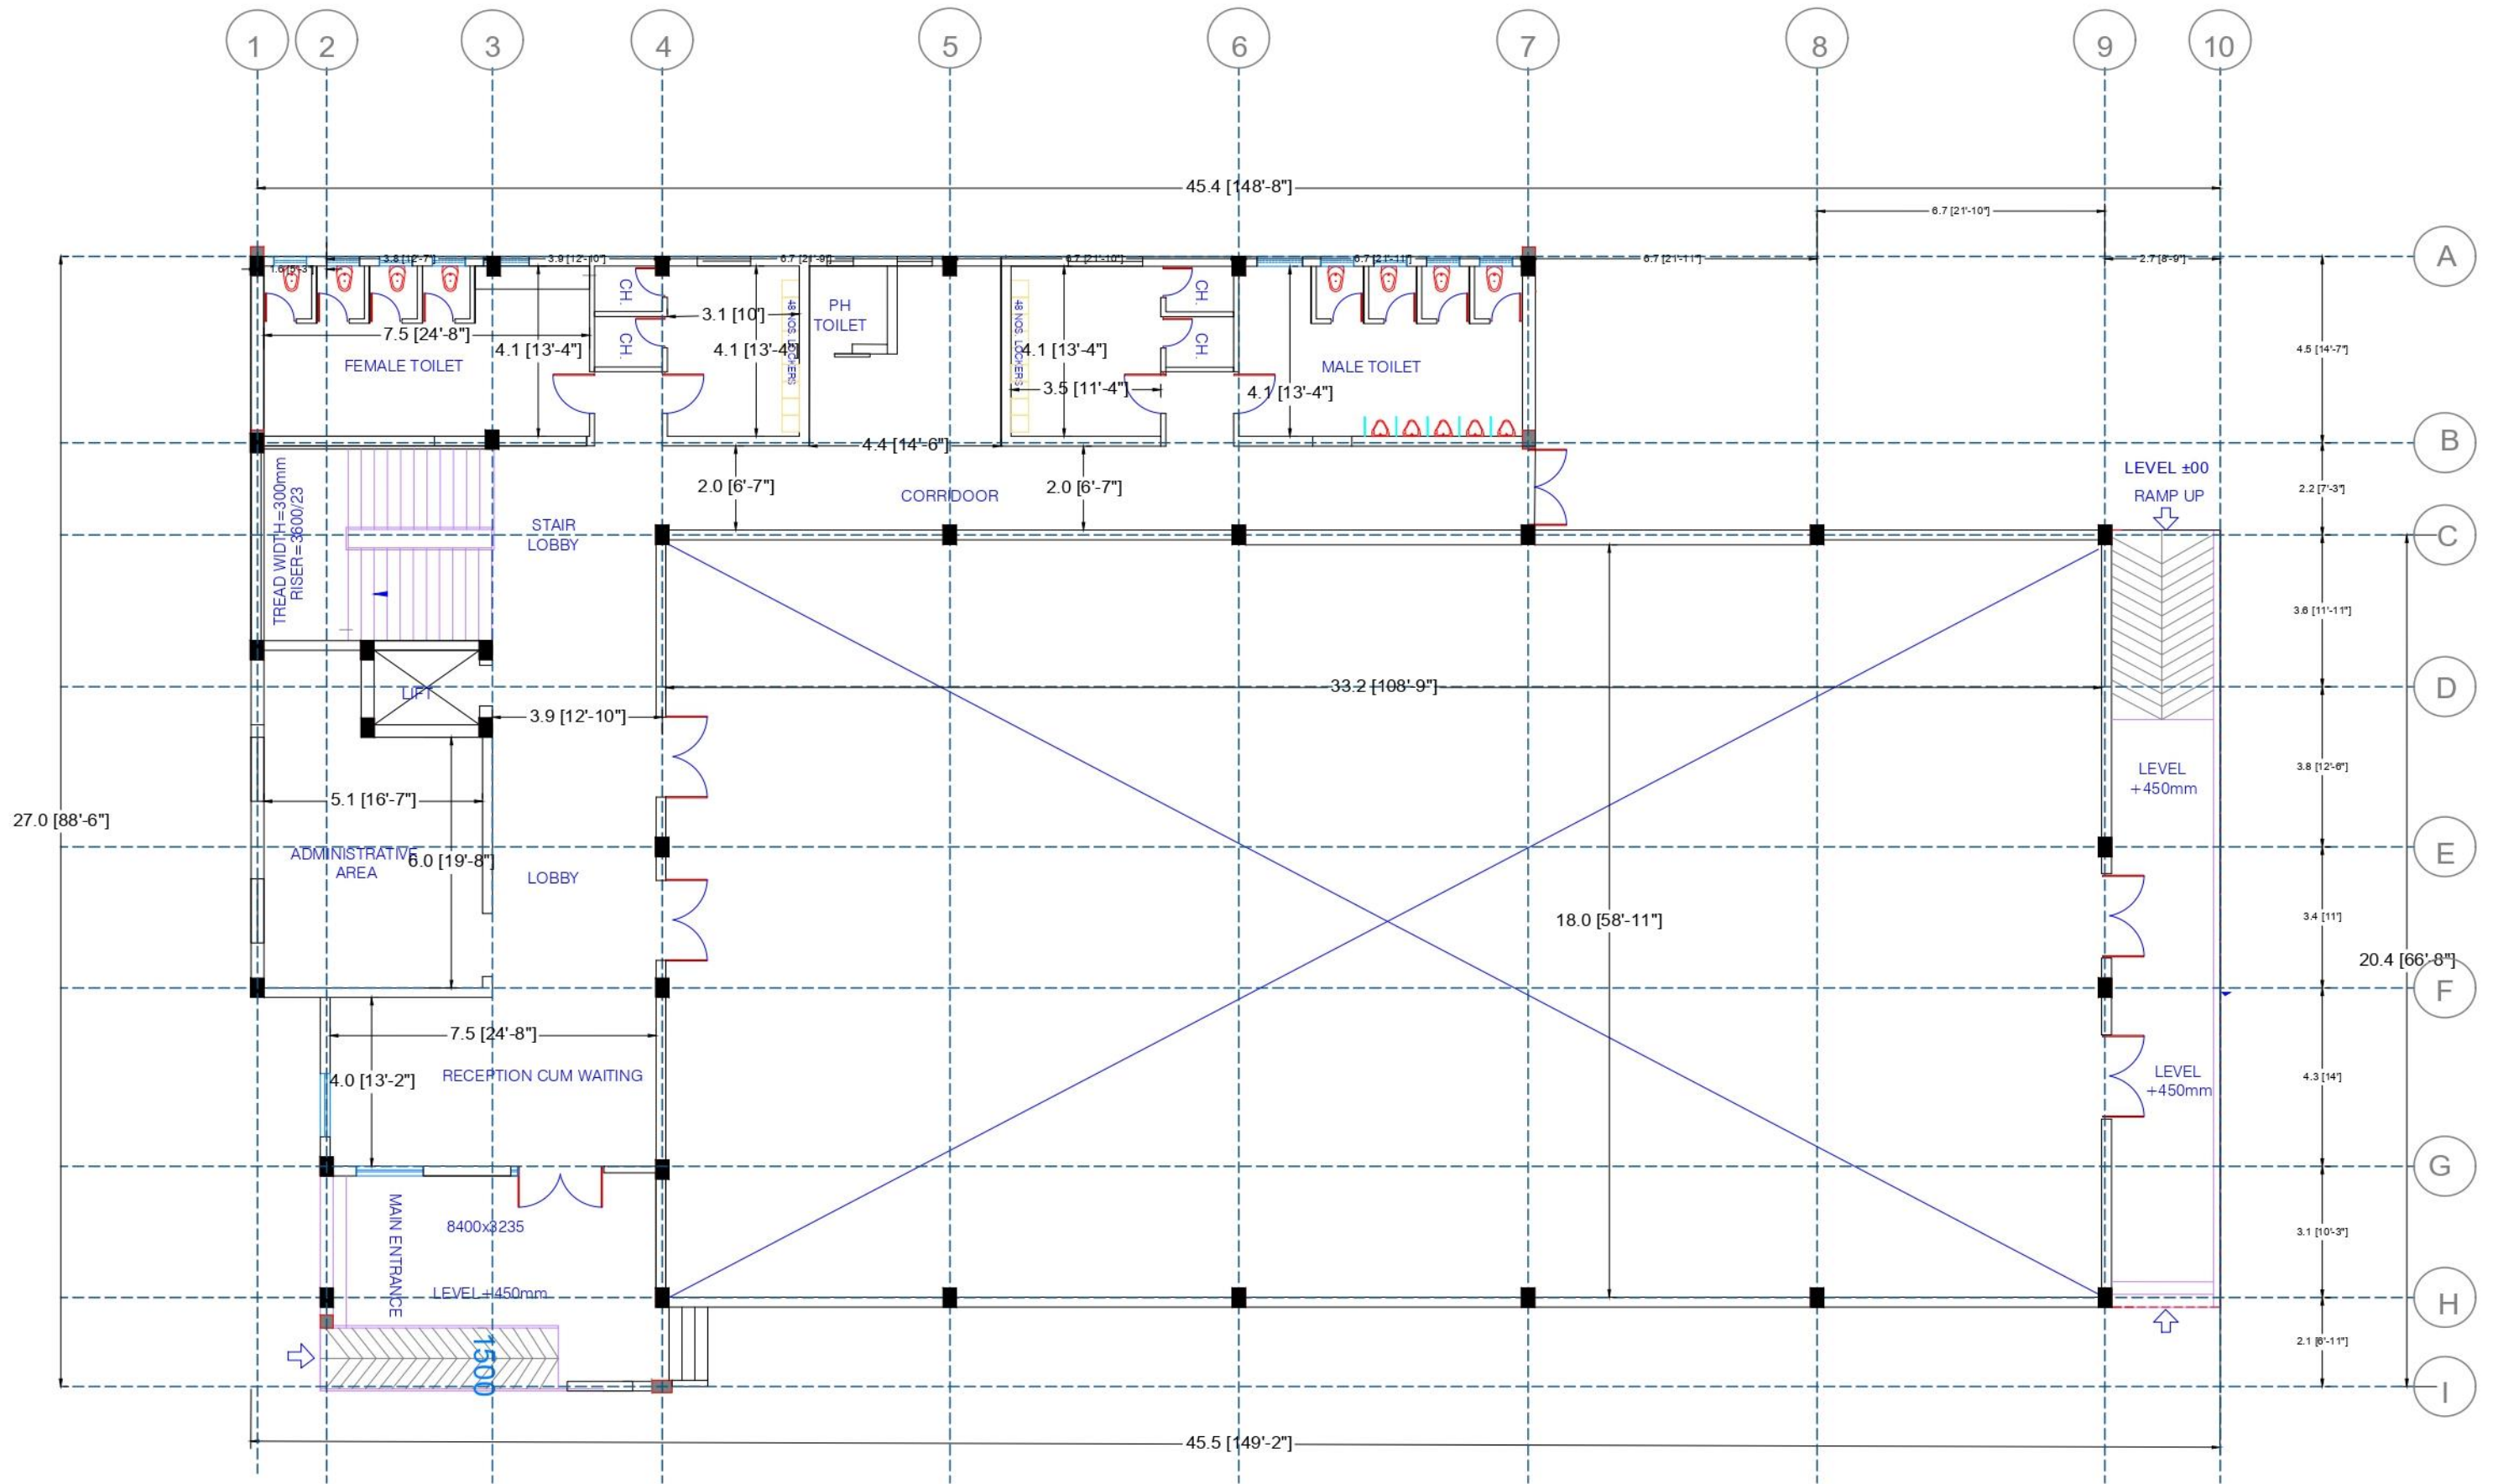 1 2 3 4 5 6 7 8 9 10
45.4 [148'-8"]
6.7 [21'-10"]
A
1.6 [5'-3"]
3.8 [12'-7"]
3.9 [12'-10"]
6.7 [21'-9"]
6.7 [21'-10"]
6.7 [21'-11"]
6.7 [21'-11"]
2.7 [8'-9"]
CH.
CH.
3.1 [10']
48 NOS. LOCKERS
PH
TOILET
48 NOS. LOCKERS
CH.
CH.
7.5 [24'-8"]
4.1 [13'-4"]
4.1 [13'-4"]
4.1 [13'-4"]
4.5 [14'-7"]
FEMALE TOILET
MALE TOILET
3.5 [11'-4"]
4.1 [13'-4"]
B
4.4 [14'-6"]
LEVEL ±00
RAMP UP
2.0 [6'-7"]
CORRIDOOR
2.0 [6'-7"]
2.2 [7'-3"]
TREAD WIDTH=300mm
RISER=3600/23
STAIR
LOBBY
C
3.6 [11'-11"]
LIFT
33.2 [108'-9"]
D
3.9 [12'-10"]
LEVEL
+450mm
3.8 [12'-6"]
5.1 [16'-7"]
27.0 [88'-6"]
ADMINISTRATIVE
AREA
6.0 [19'-8"]
LOBBY
E
18.0 [58'-11"]
3.4 [11']
20.4 [66'-8"]
F
7.5 [24'-8"]
4.0 [13'-2"]
RECEPTION CUM WAITING
LEVEL
+450mm
4.3 [14']
G
MAIN ENTRANCE
8400x3235
3.1 [10'-3"]
LEVEL+450mm
H
1500
2.1 [6'-11"]
I
45.5 [149'-2"]